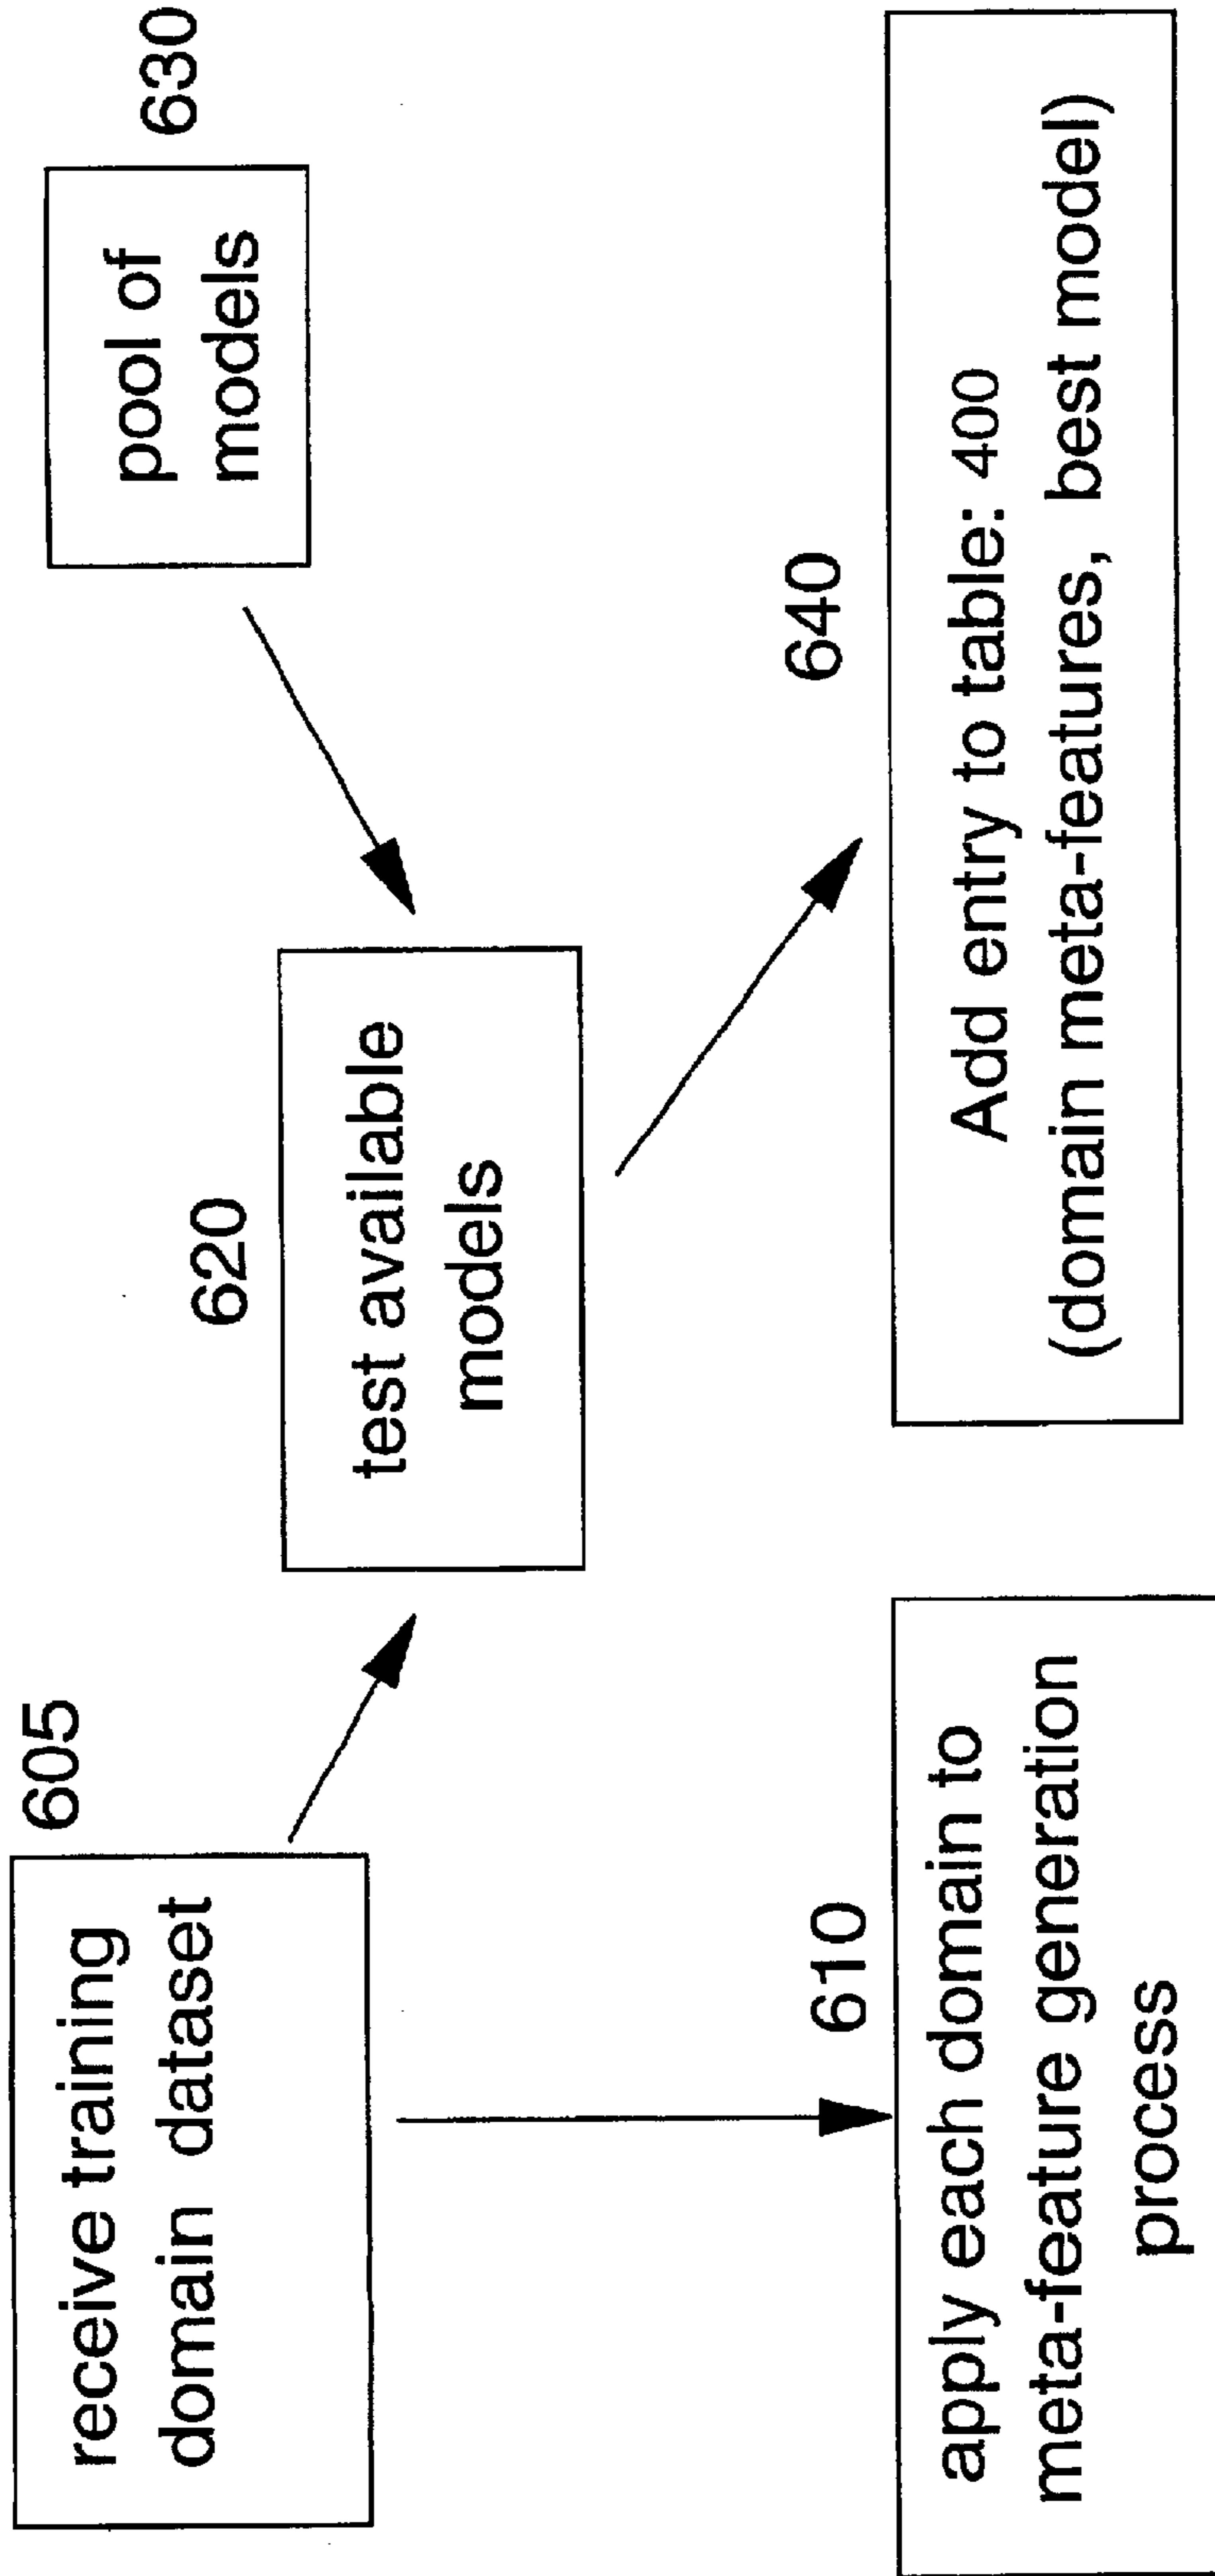 605
receive training
domain dataset
630
pool of
models
620
test available
models
610
apply each domain to
meta-feature generation
process
640
Add entry to table: 400
(domain meta-features, best model)